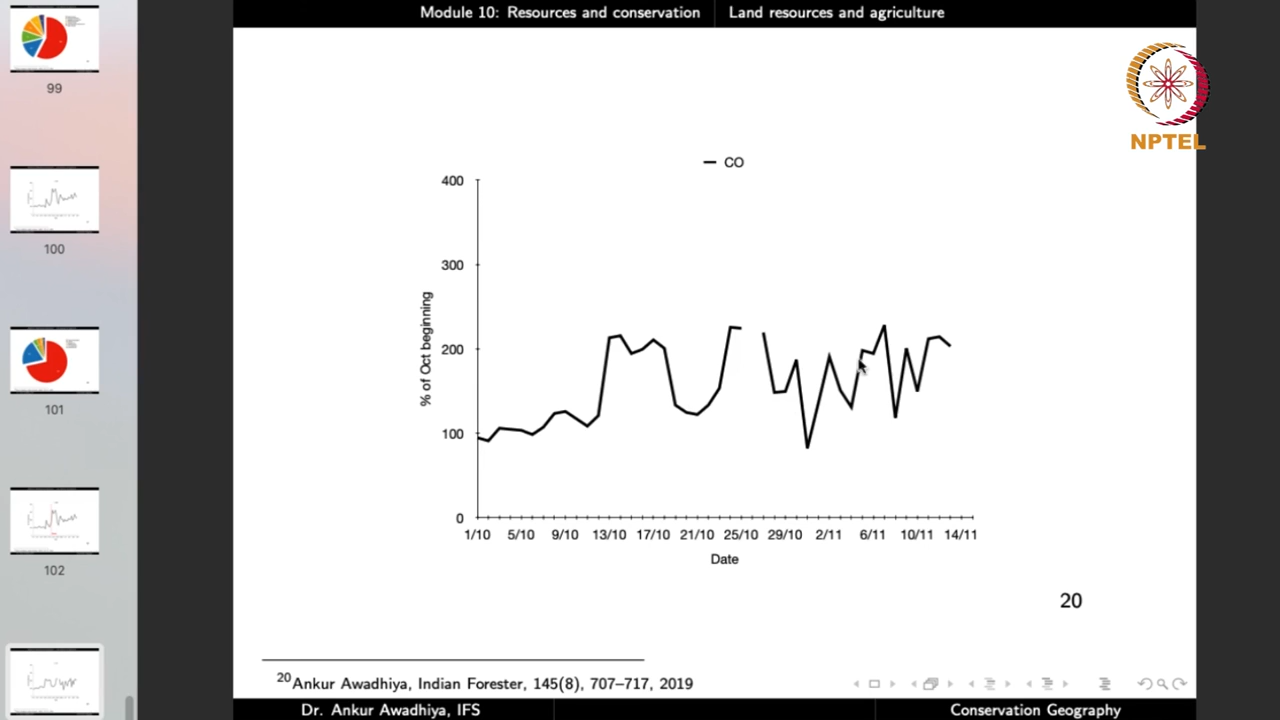 Module 10: Resources and conservation
Land resources and agriculture
NPTEL
99
100
101
102
CO
400
300
200
100
0
% of Oct beginning
1/10 5/10 9/10 13/10 17/10 21/10 25/10 29/10 2/11 6/11 10/11 14/11
Date
20
20 Ankur Awadhiya, Indian Forester, 145(8), 707–717, 2019
Dr. Ankur Awadhiya, IFS
Conservation Geography